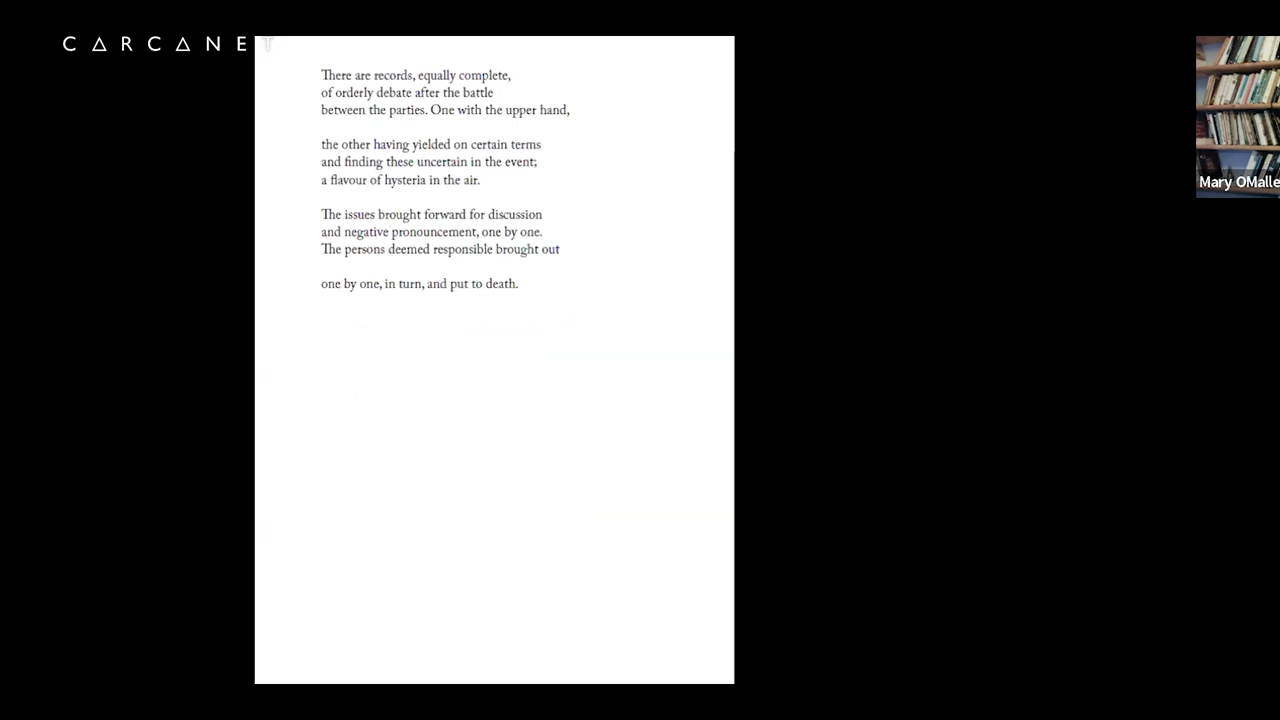 CARCANET
There are records, equally complete,
of orderly debate after the battle
between the parties. One with the upper hand,
the other having yielded on certain terms
and finding these uncertain in the event;
a flavour of hysteria in the air.
The issues brought forward for discussion
and negative pronouncement, one by one.
The persons deemed responsible brought out
one by one, in turn, and put to death.
Mary OMalle